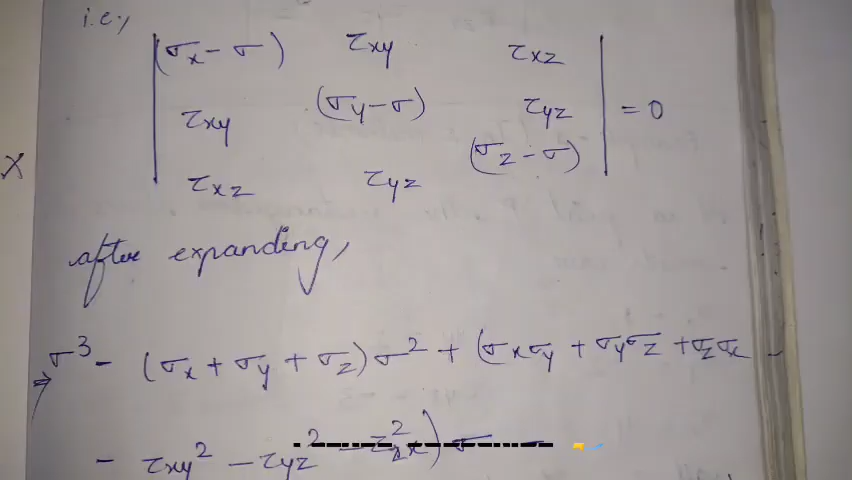 i.e.,
| (σx - σ) τxy τxz |
| τxy (σy - σ) τyz | = 0
| τxz τyz (σz - σ) |
X
after expanding,
⇒ σ³ - (σx + σy + σz)σ² + (σxσy + σyσz + σzσx -
- τxy² - τyz² - τzx²)σ -